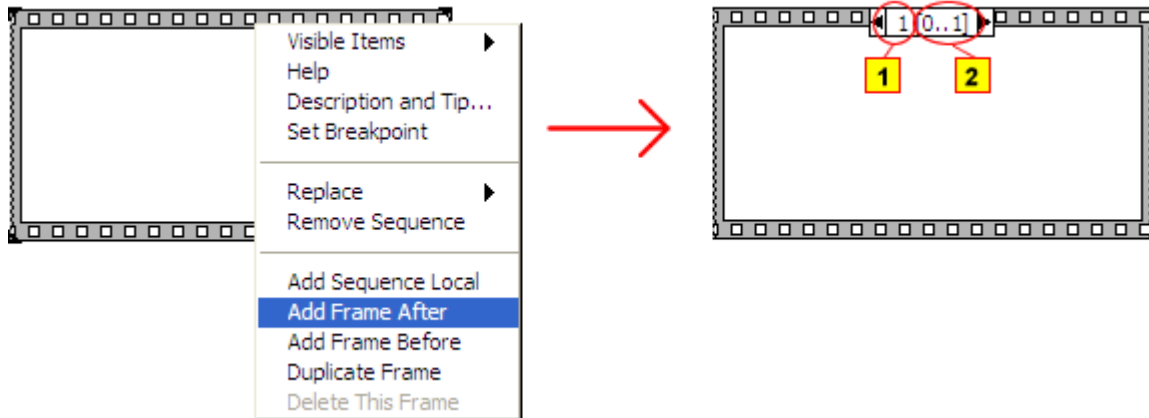 Visible Items
Help
Description and Tip...
Set Breakpoint
Replace
Remove Sequence
Add Sequence Local
Add Frame After
Add Frame Before
Duplicate Frame
Delete This Frame
1 [0..1]
1 2